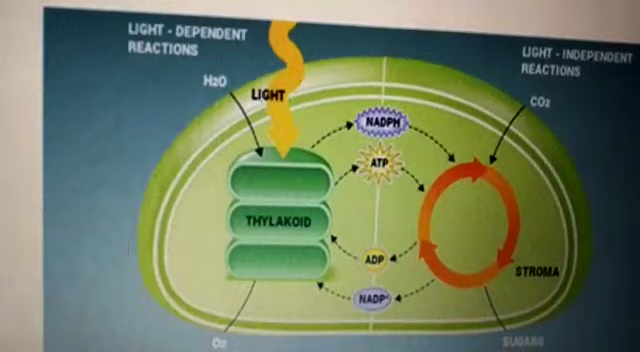 LIGHT - DEPENDENT
REACTIONS
LIGHT - INDEPENDENT
REACTIONS
H₂O
LIGHT
CO₂
NADPH
ATP
THYLAKOID
ADP
STROMA
NADP⁺
O₂
SUGARS